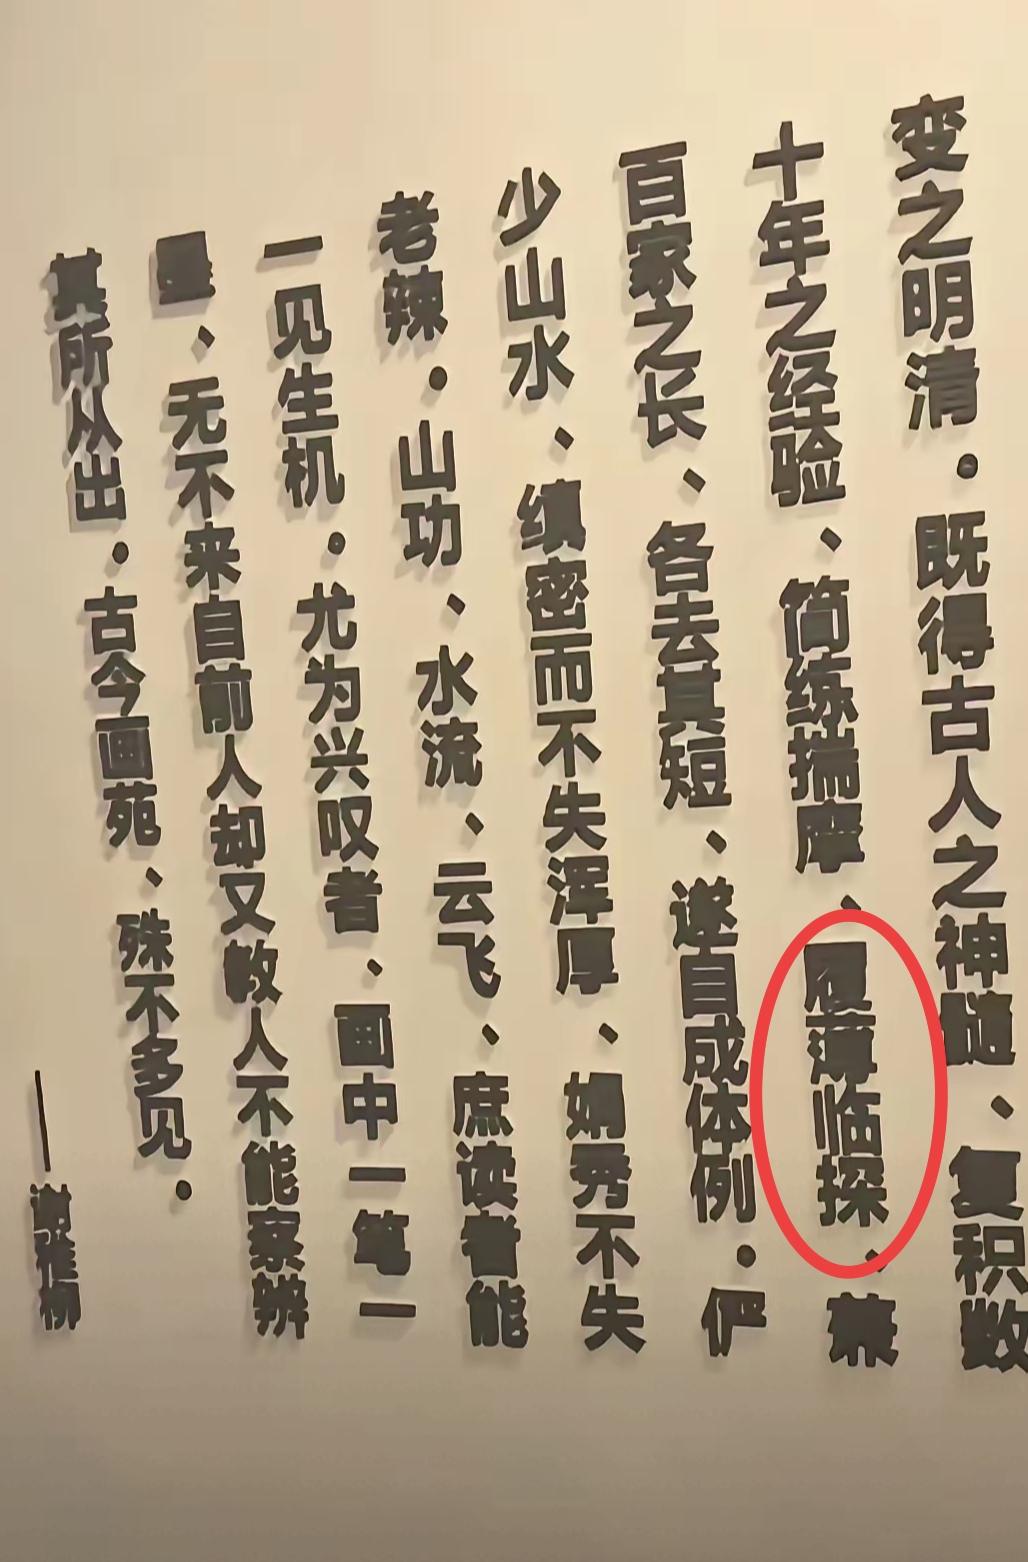 变之明清。既得古人之神髓、复积数
十年之经验、简练揣摩、履薄临探、兼
百家之长、各去其短、遂自成体例。俨
少山水、缜密而不失浑厚、娟秀不失
老辣。山功、水流、云飞、庶读者能
一见生机。尤为兴叹者、画中一笔一
墨、无不来自前人却又教人不能察辨
其所从出。古今画苑、殊不多见。
——谢稚柳